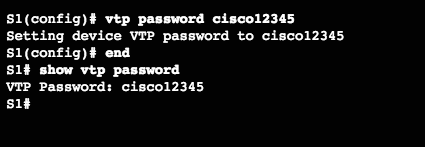 S1(config)# vtp password cisco12345
Setting device VTP password to cisco12345
S1(config)# end
S1# show vtp password
VTP Password: cisco12345
S1#